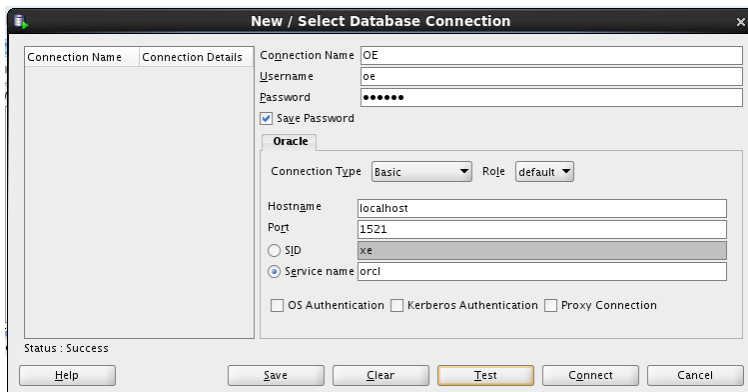 New / Select Database Connection
Connection Name Connection Details
Connection Name OE
Username oe
Password ••••••
Save Password
Oracle
Connection Type Basic Role default
Hostname localhost
Port 1521
SID xe
Service name orcl
OS Authentication Kerberos Authentication Proxy Connection
Status : Success
Help Save Clear Test Connect Cancel